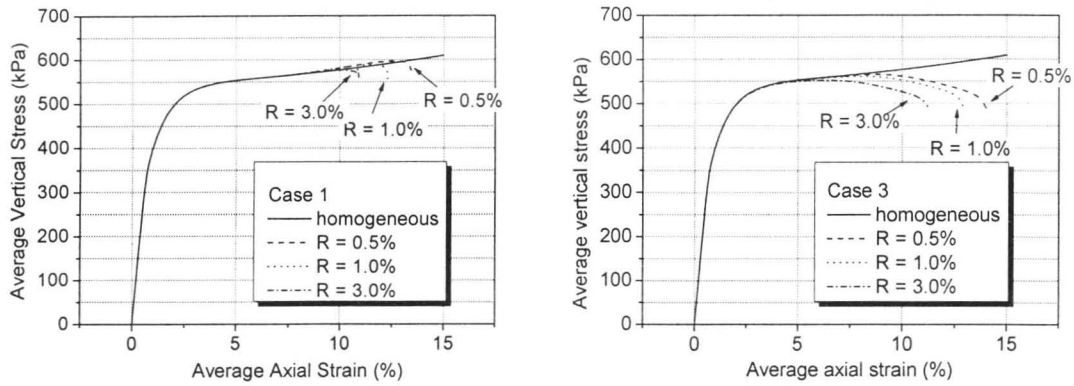 700
600
500
400
300
200
100
0
Average Vertical Stress (kPa)
R = 3.0%
R = 1.0%
R = 0.5%
Case 1
homogeneous
R = 0.5%
R = 1.0%
R = 3.0%
0 5 10 15
Average Axial Strain (%)
700
600
500
400
300
200
100
0
Average vertical stress (kPa)
R = 0.5%
R = 3.0%
R = 1.0%
Case 3
homogeneous
R = 0.5%
R = 1.0%
R = 3.0%
0 5 10 15
Average axial strain (%)